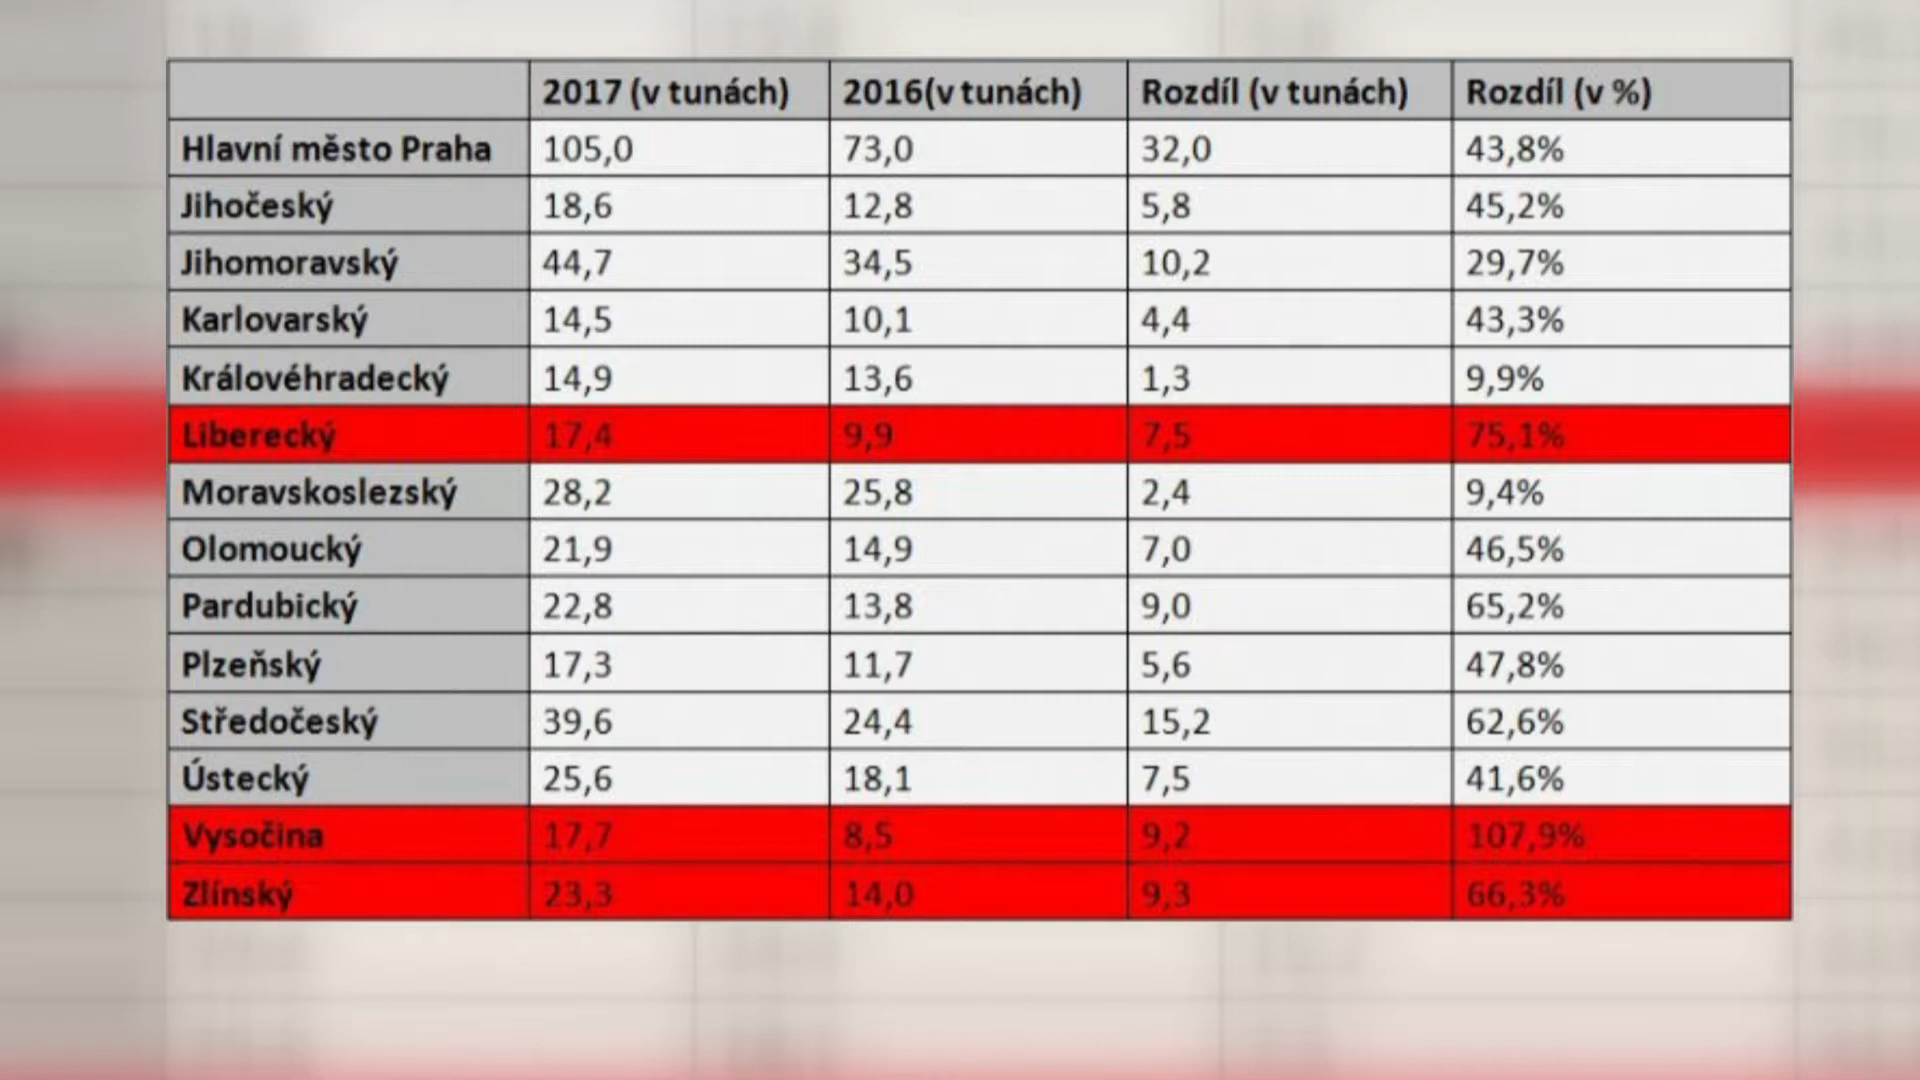 2017 (v tunách) 2016(v tunách) Rozdíl (v tunách) Rozdíl (v %)
Hlavní město Praha 105,0 73,0 32,0 43,8%
Jihočeský 18,6 12,8 5,8 45,2%
Jihomoravský 44,7 34,5 10,2 29,7%
Karlovarský 14,5 10,1 4,4 43,3%
Královéhradecký 14,9 13,6 1,3 9,9%
Liberecký 17,4 9,9 7,5 75,1%
Moravskoslezský 28,2 25,8 2,4 9,4%
Olomoucký 21,9 14,9 7,0 46,5%
Pardubický 22,8 13,8 9,0 65,2%
Plzeňský 17,3 11,7 5,6 47,8%
Středočeský 39,6 24,4 15,2 62,6%
Ústecký 25,6 18,1 7,5 41,6%
Vysočina 17,7 8,5 9,2 107,9%
Zlínský 23,3 14,0 9,3 66,3%